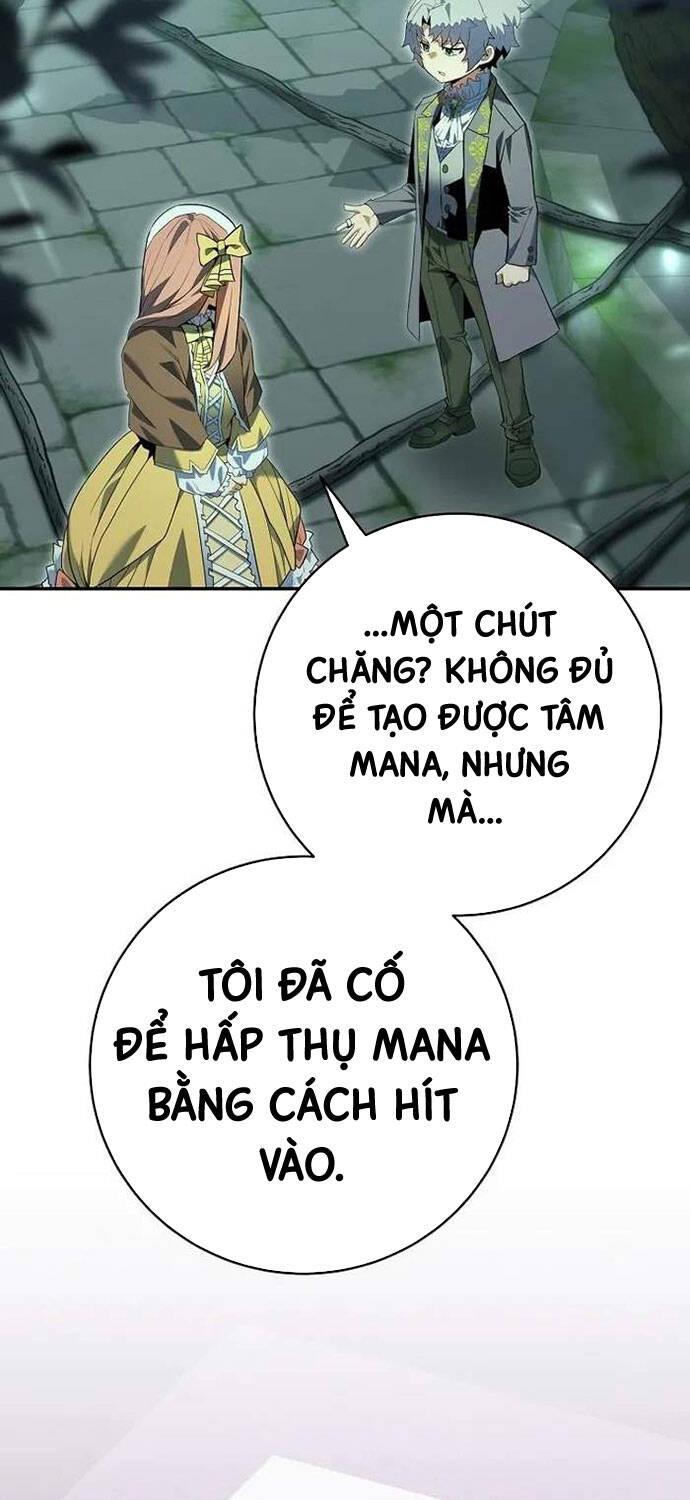 ...MỘT CHÚT
CHĂNG? KHÔNG ĐỦ
ĐỂ TẠO ĐƯỢC TÂM
MANA, NHƯNG
MÀ...
TÔI ĐÃ CỐ
ĐỂ HẤP THỤ MANA
BẰNG CÁCH HÍT
VÀO.